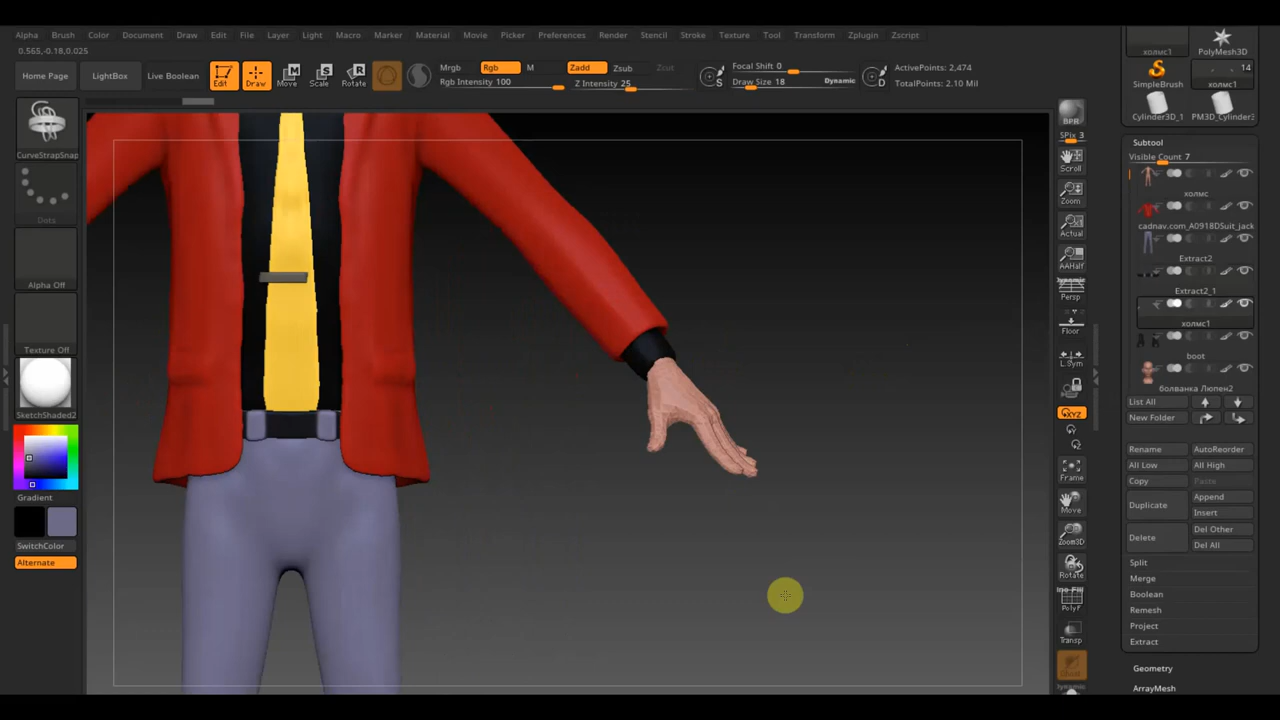 Alpha Brush Color Document Draw Edit File Layer Light Macro Marker Material Movie Picker Preferences Render Stencil Stroke Texture Tool Transform Zplugin Zscript
0.565,-0.18,0.025
Home Page LightBox Live Boolean Edit Draw Move Scale Rotate
Mrgb Rgb M Zadd Zsub Zcut
Rgb Intensity 100 Z Intensity 25
Focal Shift 0
Draw Size 18 Dynamic
ActivePoints: 2,474
TotalPoints: 2.10 Mil
CurveStrapSnap
Dots
Alpha Off
Texture Off
SketchShaded2
Gradient
SwitchColor
Alternate
BPR
SPix 3
Scroll
Zoom
Actual
AAHalf
Dynamic
Persp
Floor
L.Sym
XYZ
Frame
Move
Zoom3D
Rotate
PolyF
Transp
Dynamic
холмс1 PolyMesh3D
14
SimpleBrush холмс1
Cylinder3D_1 PM3D_Cylinder3
Subtool
Visible Count 7
холмс
cadnav.com_A0918DSuit_jack
Extract2
Extract2_1
холмс1
boot
болванка Люпен2
List All
New Folder
Rename AutoReorder
All Low All High
Copy Paste
Duplicate Append
Insert
Delete Del Other
Del All
Split
Merge
Boolean
Remesh
Project
Extract
Geometry
ArrayMesh